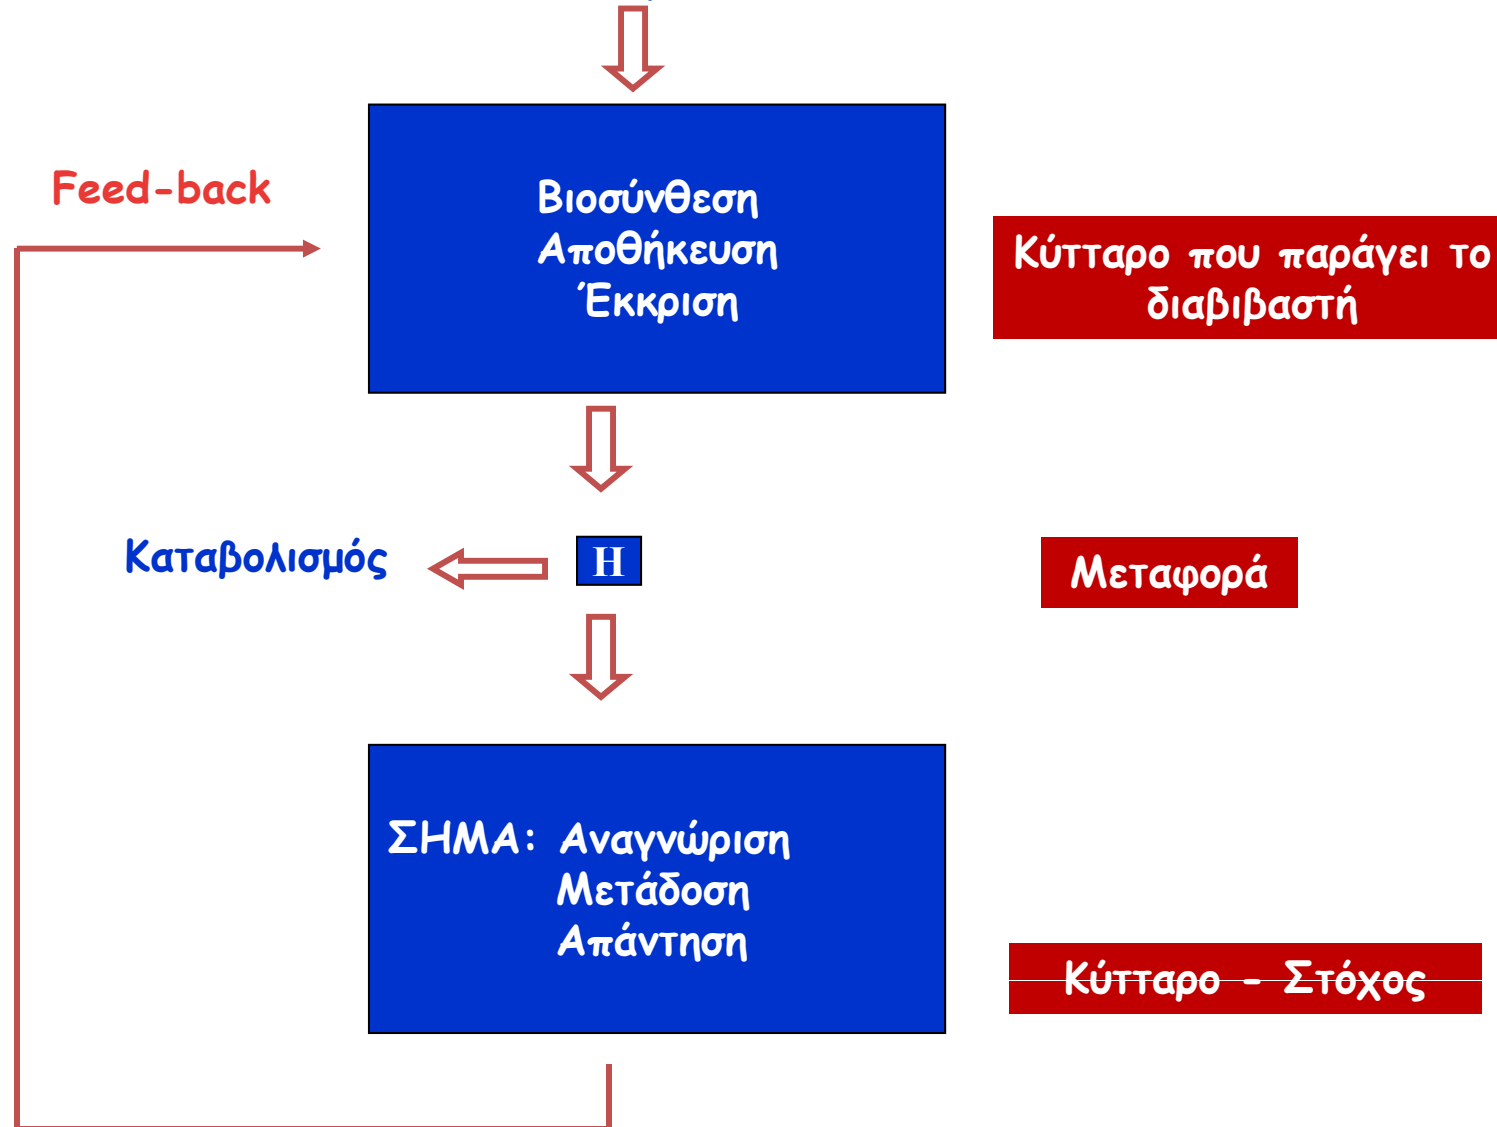 Feed-back
Βιοσύνθεση
Αποθήκευση
Έκκριση
Κύτταρο που παράγει το
διαβιβαστή
Καταβολισμός
H
Μεταφορά
ΣΗΜΑ: Αναγνώριση
Μετάδοση
Απάντηση
Κύτταρο - Στόχος